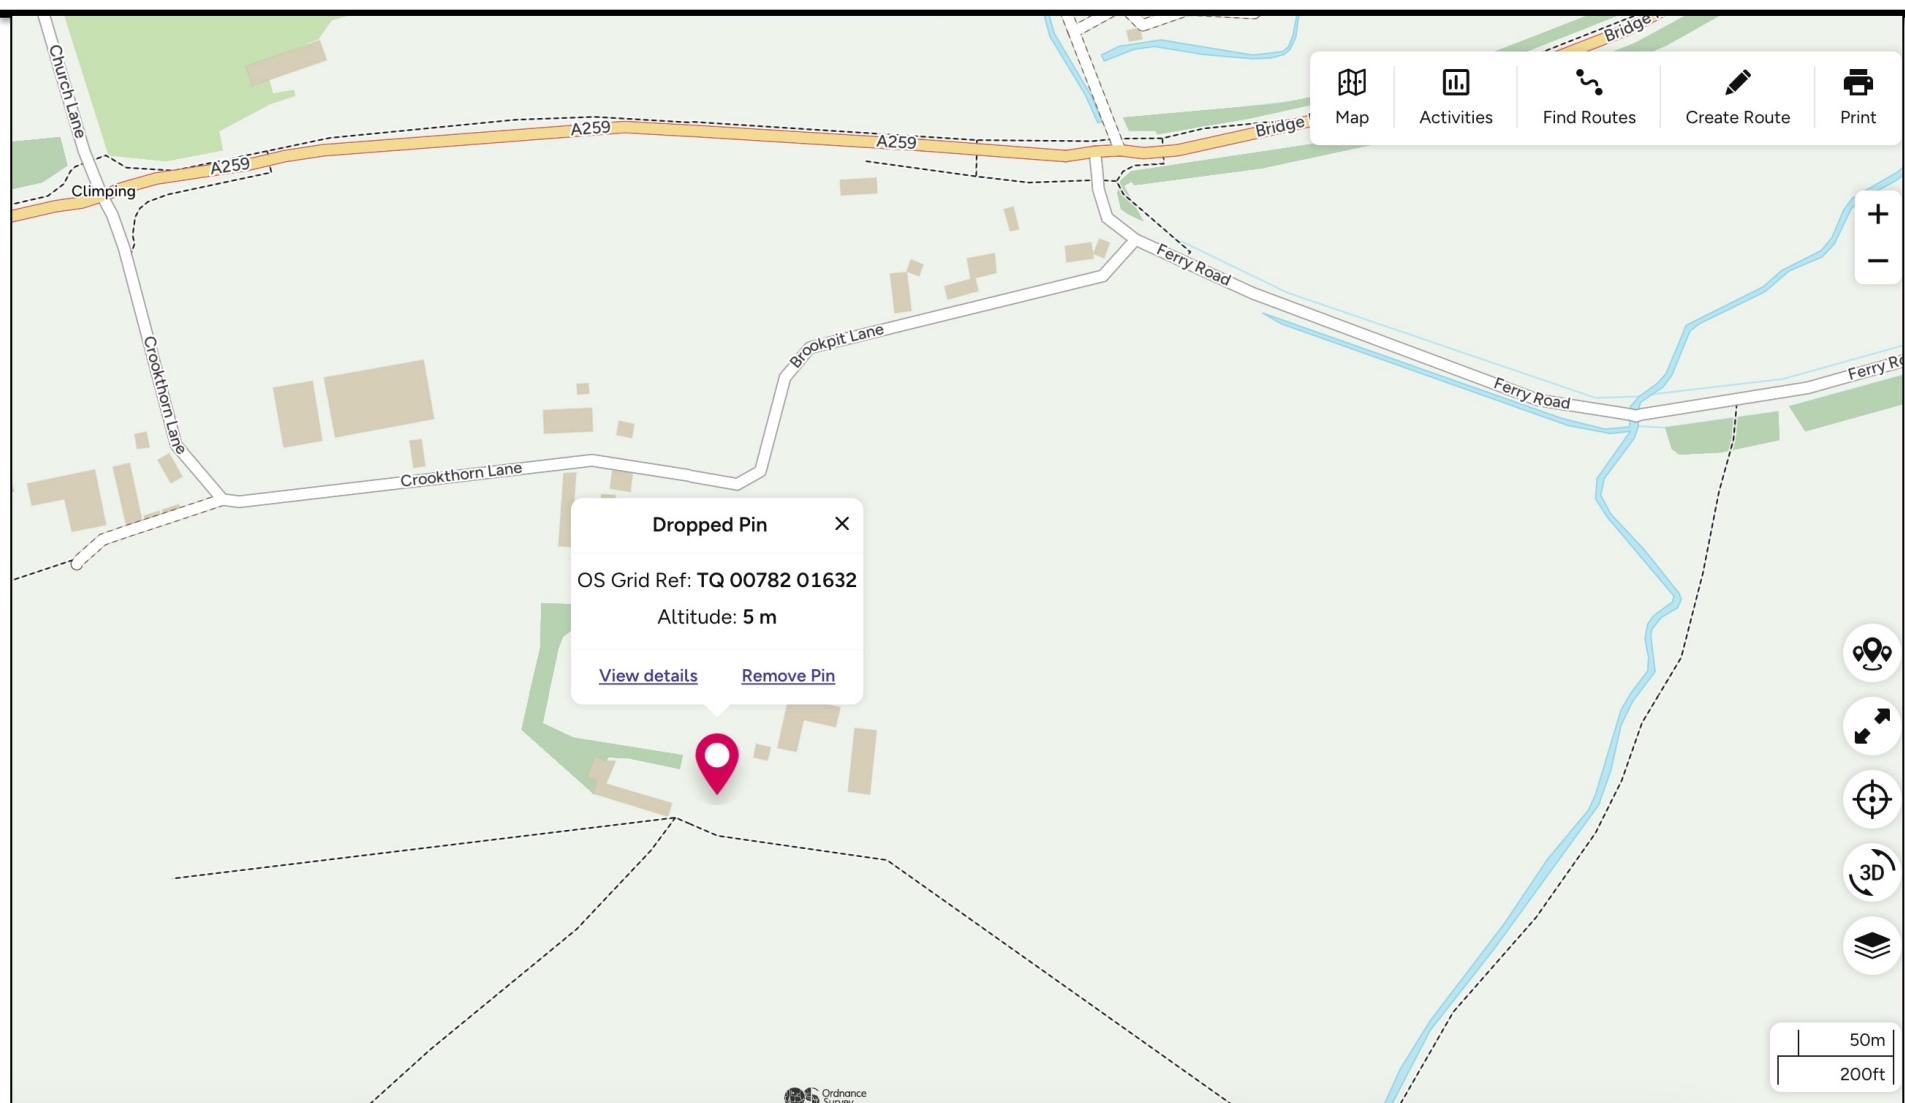 Bridge
Church Lane
Map
Activities
Find Routes
Create Route
Print
A259
A259
Bridge
A259
Climping
+
−
Ferry Road
Brookpit Lane
Crookthorn Lane
Ferry Road
Ferry Ro
Crookthorn Lane
Dropped Pin
OS Grid Ref: TQ 00782 01632
Altitude: 5 m
View details
Remove Pin
3D
50m
200ft
Ordnance
Survey